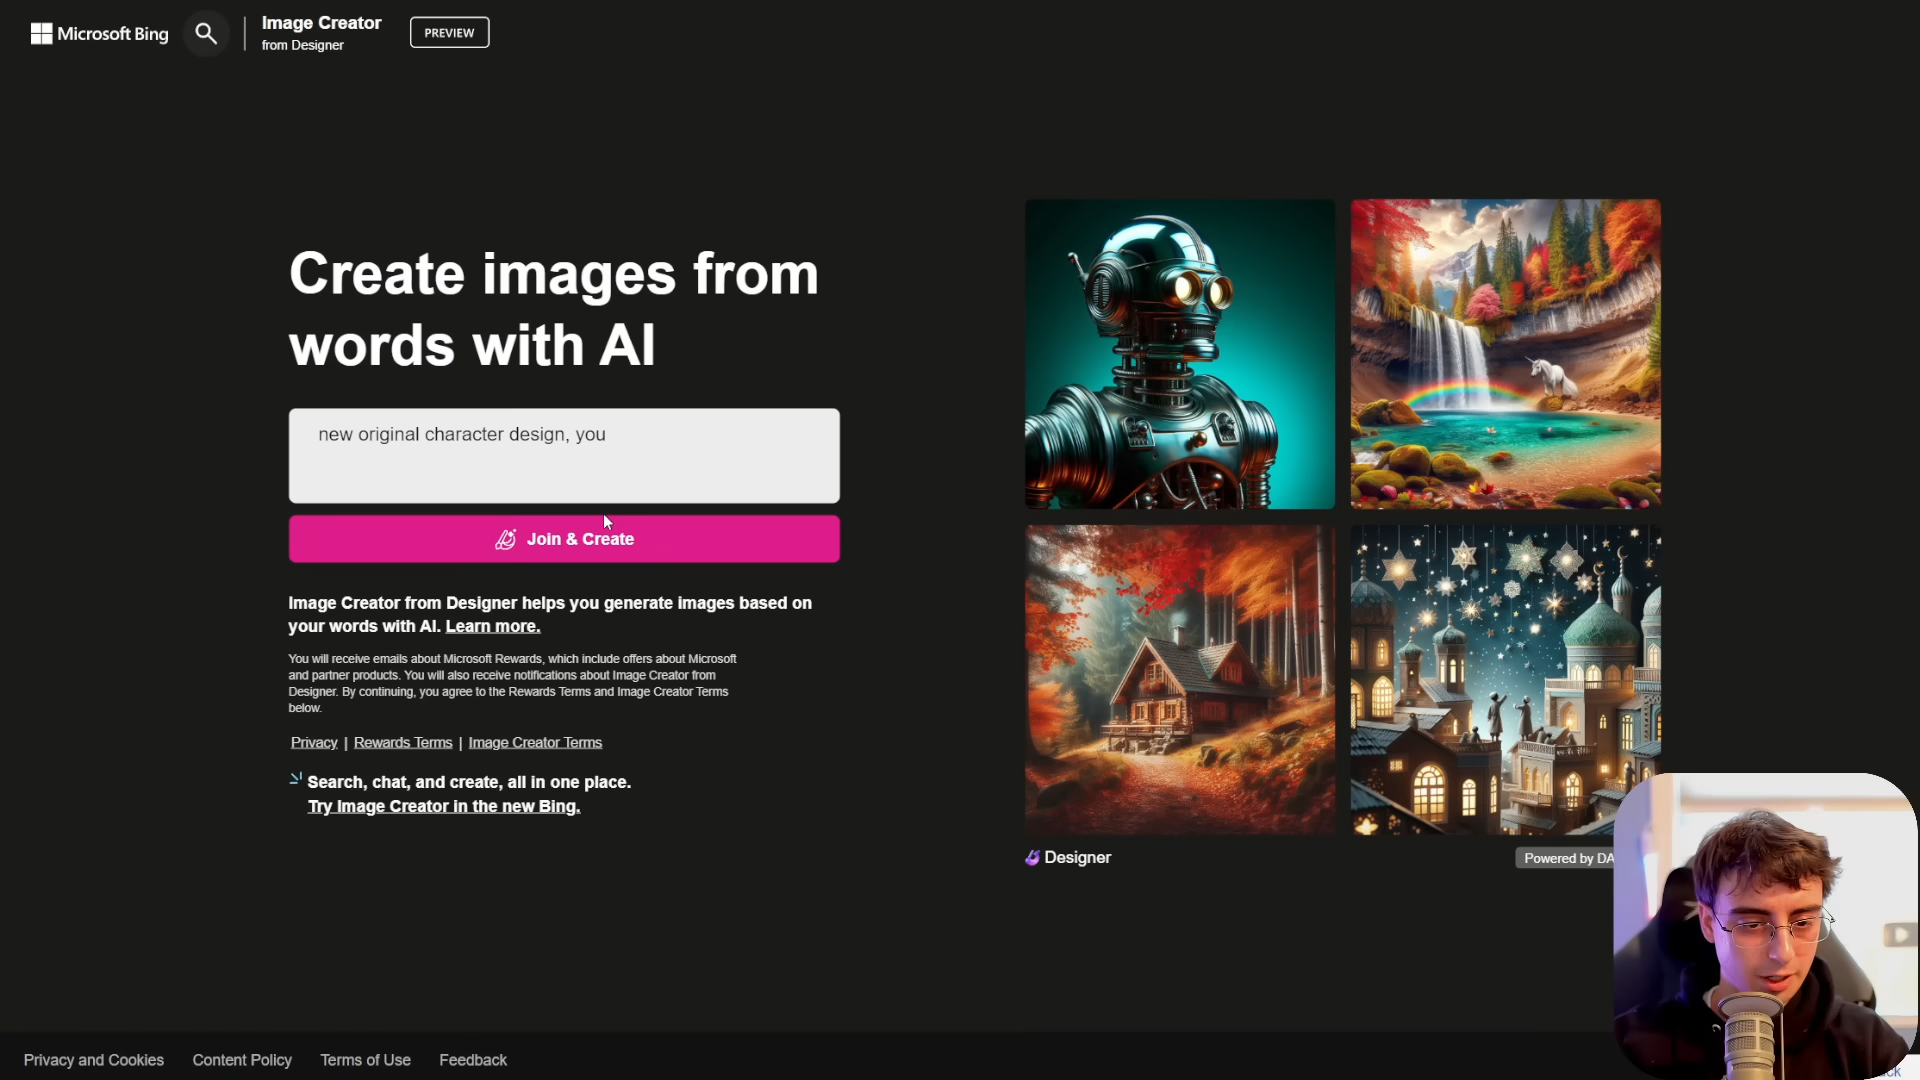 Microsoft Bing
Image Creator
from Designer
PREVIEW
Create images from
words with AI
new original character design, you
Join & Create
Image Creator from Designer helps you generate images based on
your words with AI. Learn more.
You will receive emails about Microsoft Rewards, which include offers about Microsoft
and partner products. You will also receive notifications about Image Creator from
Designer. By continuing, you agree to the Rewards Terms and Image Creator Terms
below.
Privacy | Rewards Terms | Image Creator Terms
Search, chat, and create, all in one place.
Try Image Creator in the new Bing.
Designer
Powered by DA
Privacy and Cookies
Content Policy
Terms of Use
Feedback